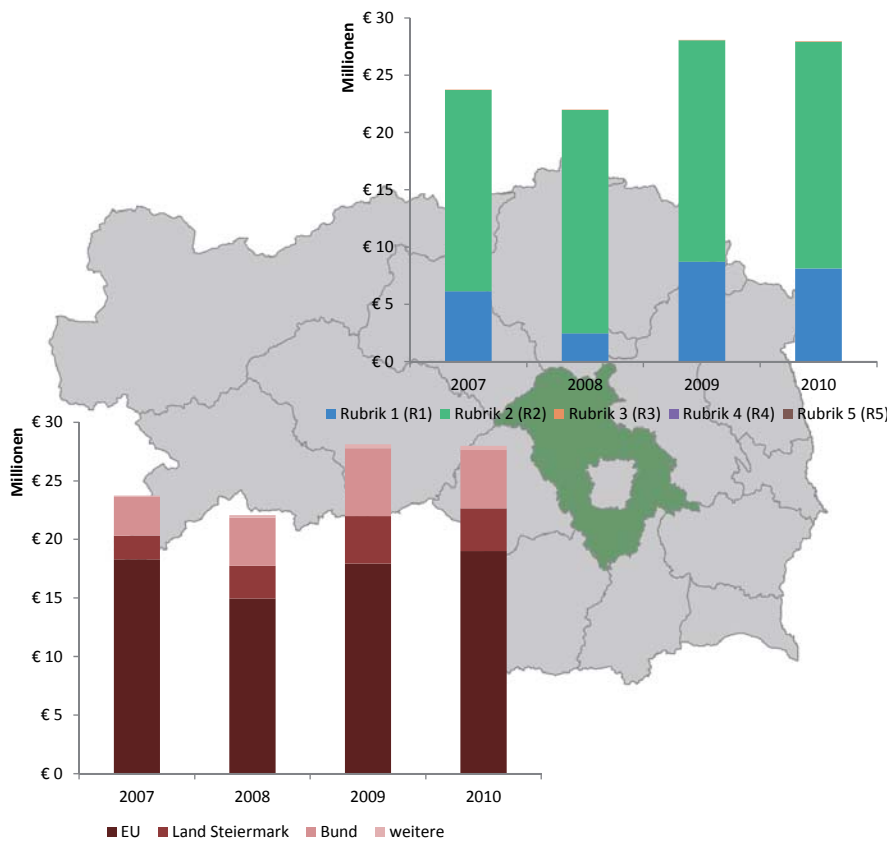 Millionen
€ 30
€ 25
€ 20
€ 15
€ 10
€ 5
€ 0
2007 2008 2009 2010
Rubrik 1 (R1) Rubrik 2 (R2) Rubrik 3 (R3) Rubrik 4 (R4) Rubrik 5 (R5)
Millionen
€ 30
€ 25
€ 20
€ 15
€ 10
€ 5
€ 0
2007 2008 2009 2010
EU Land Steiermark Bund weitere